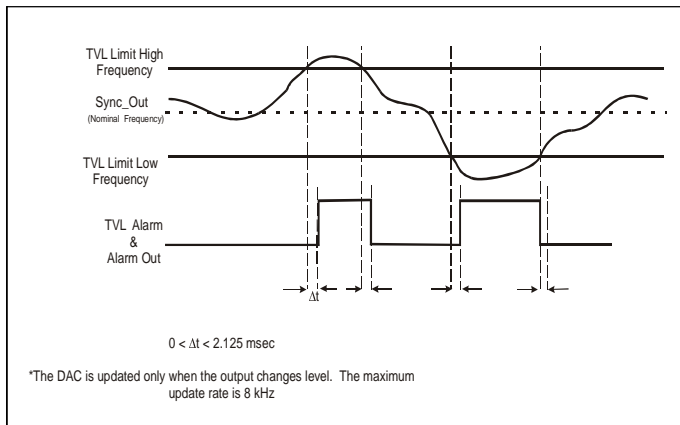 TVL Limit High
Frequency
Sync_Out
(Nominal Frequency)
TVL Limit Low
Frequency
TVL Alarm
&
Alarm Out
Δt
0 < Δt < 2.125 msec
*The DAC is updated only when the output changes level. The maximum
update rate is 8 kHz